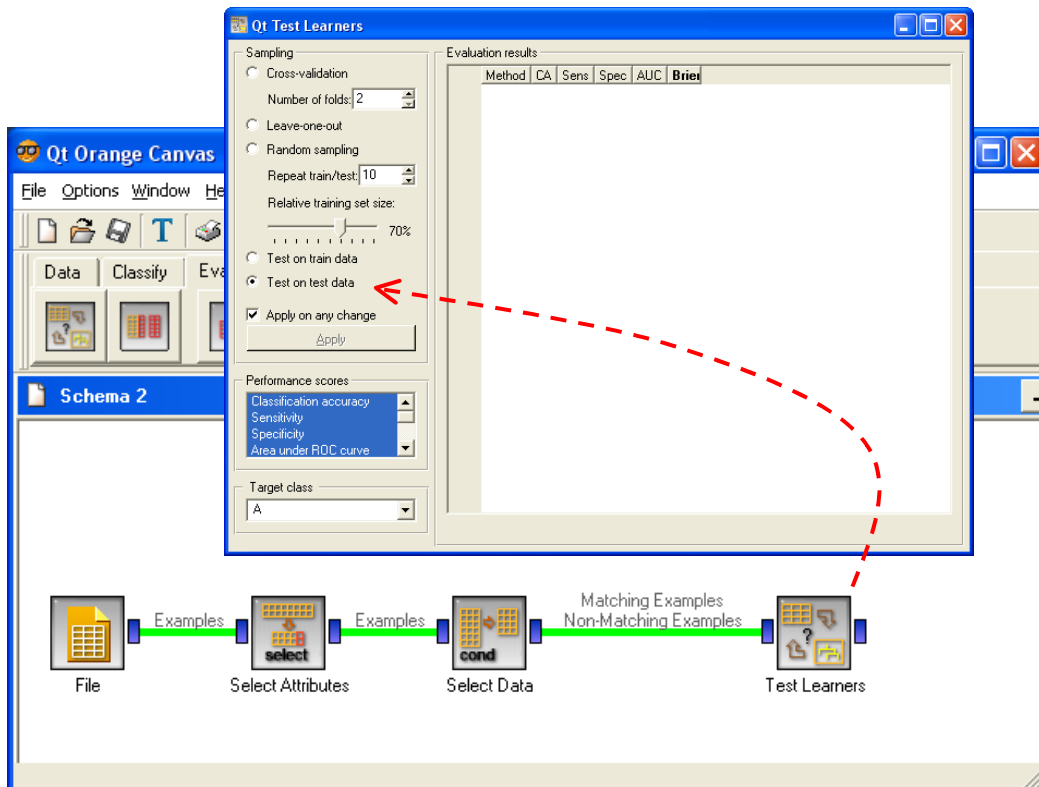 Qt Test Learners
Sampling
Cross-validation
Number of folds: 2
Leave-one-out
Random sampling
Repeat train/test: 10
Relative training set size:
70%
Test on train data
Test on test data
Apply on any change
Apply
Performance scores
Classification accuracy
Sensitivity
Specificity
Area under ROC curve
Target class
A
Evaluation results
Method CA Sens Spec AUC Brier
Qt Orange Canvas
File Options Window He
T
Data Classify Eva
?
Schema 2
Examples
Examples
Matching Examples
Non-Matching Examples
select
cond
?
File
Select Attributes
Select Data
Test Learners